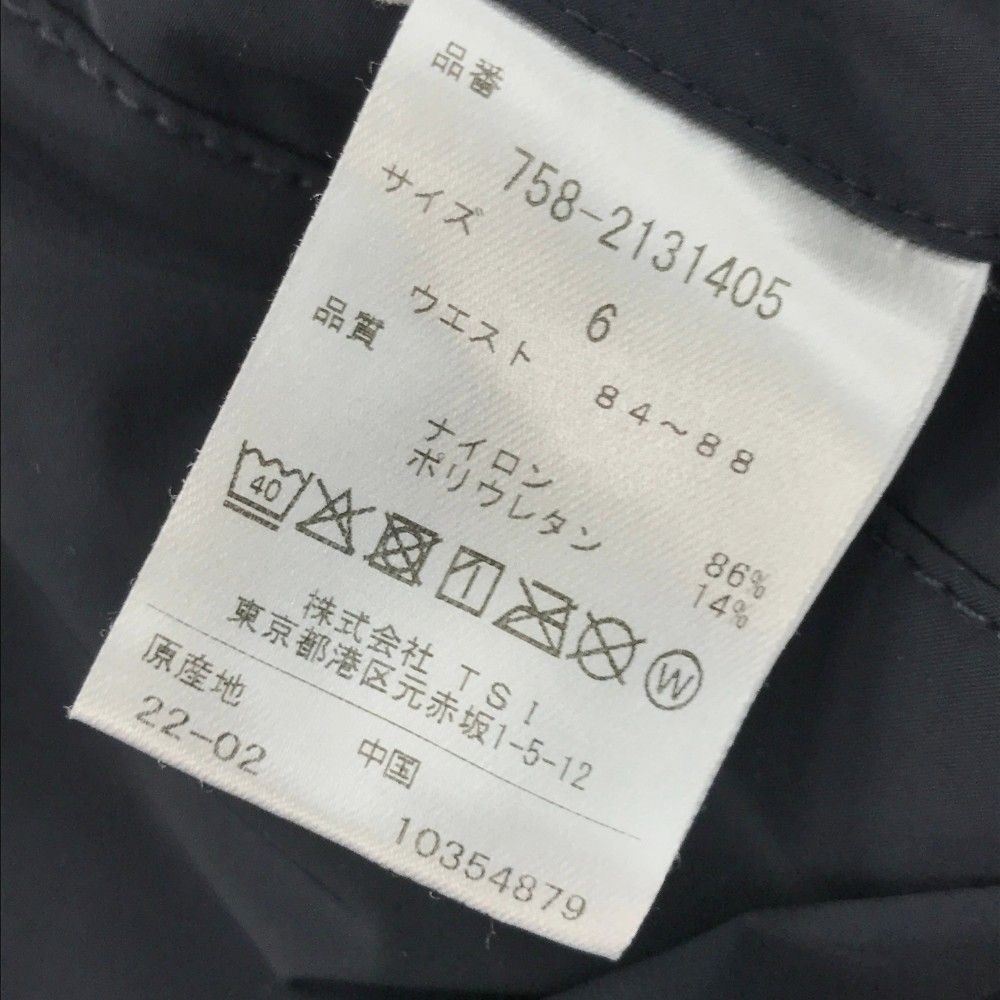 品番
758-2131405
サイズ 6
ウエスト 84~88
品質
ナイロン 86%
ポリウレタン 14%
40
W
株式会社 TSI
東京都港区元赤坂1-5-12
原産地 中国
22-02 10354879